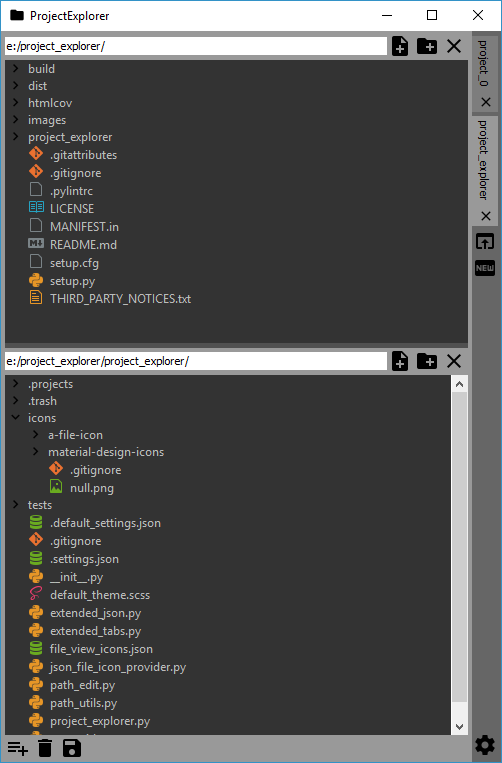 ProjectExplorer
e:/project_explorer/
build
dist
htmlcov
images
project_explorer
.gitattributes
.gitignore
.pylintrc
LICENSE
MANIFEST.in
README.md
setup.cfg
setup.py
THIRD_PARTY_NOTICES.txt
e:/project_explorer/project_explorer/
.projects
.trash
icons
a-file-icon
material-design-icons
.gitignore
null.png
tests
.default_settings.json
.gitignore
.settings.json
__init__.py
default_theme.scss
extended_json.py
extended_tabs.py
file_view_icons.json
json_file_icon_provider.py
path_edit.py
path_utils.py
project_explorer.py
project_0
project_explorer
NEW